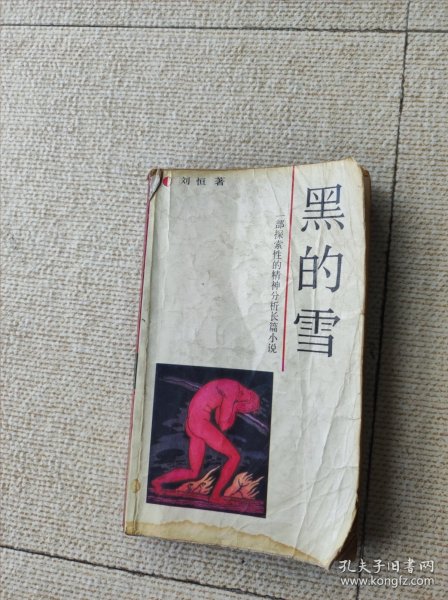 刘恒 著
黑的雪
一部探索性的精神分析长篇小说
孔夫子旧书网
www.kongfz.com